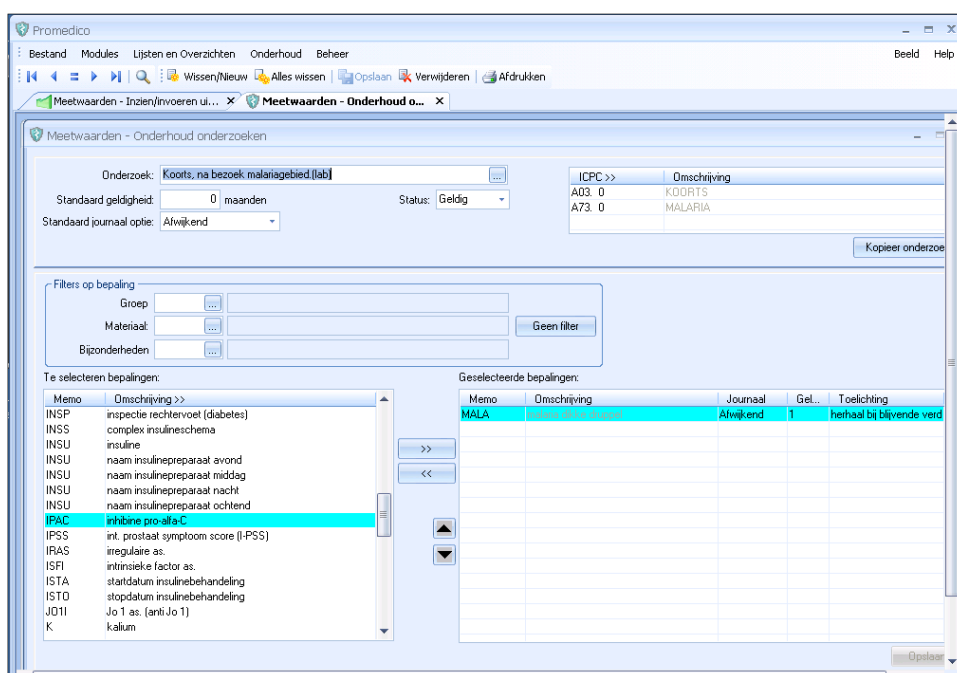 Promedico
Bestand Modules Lijsten en Overzichten Onderhoud Beheer Beeld Help
Wissen/Nieuw Alles wissen Opslaan Verwijderen Afdrukken
Meetwaarden - Inzien/invoeren ui... X Meetwaarden - Onderhoud o... X
Meetwaarden - Onderhoud onderzoeken
Onderzoek: Koorts, na bezoek malariagebied.(lab) ...
Standaard geldigheid: 0 maanden Status: Geldig
Standaard journaal optie: Afwijkend
ICPC >> Omschrijving
A03. 0 KOORTS
A73. 0 MALARIA
Kopieer onderzoe
Filters op bepaling
Groep ...
Materiaal: ...
Bijzonderheden ...
Geen filter
Te selecteren bepalingen:
Memo Omschrijving >>
INSP inspectie rechtervoet (diabetes)
INSS complex insulineschema
INSU insuline
INSU naam insulinepreparaat avond
INSU naam insulinepreparaat middag
INSU naam insulinepreparaat nacht
INSU naam insulinepreparaat ochtend
IPAC inhibine pro-alfa-C
IPSS int. prostaat symptoom score (I-PSS)
IRAS irregulaire as.
ISFI intrinsieke factor as.
ISTA startdatum insulinebehandeling
ISTO stopdatum insulinebehandeling
JO1I Jo 1 as. (anti Jo 1)
K kalium
>>
<<
Geselecteerde bepalingen:
Memo Omschrijving Journaal Gel... Toelichting
MALA Afwijkend 1 herhaal bij blijvende verd
Opslaan